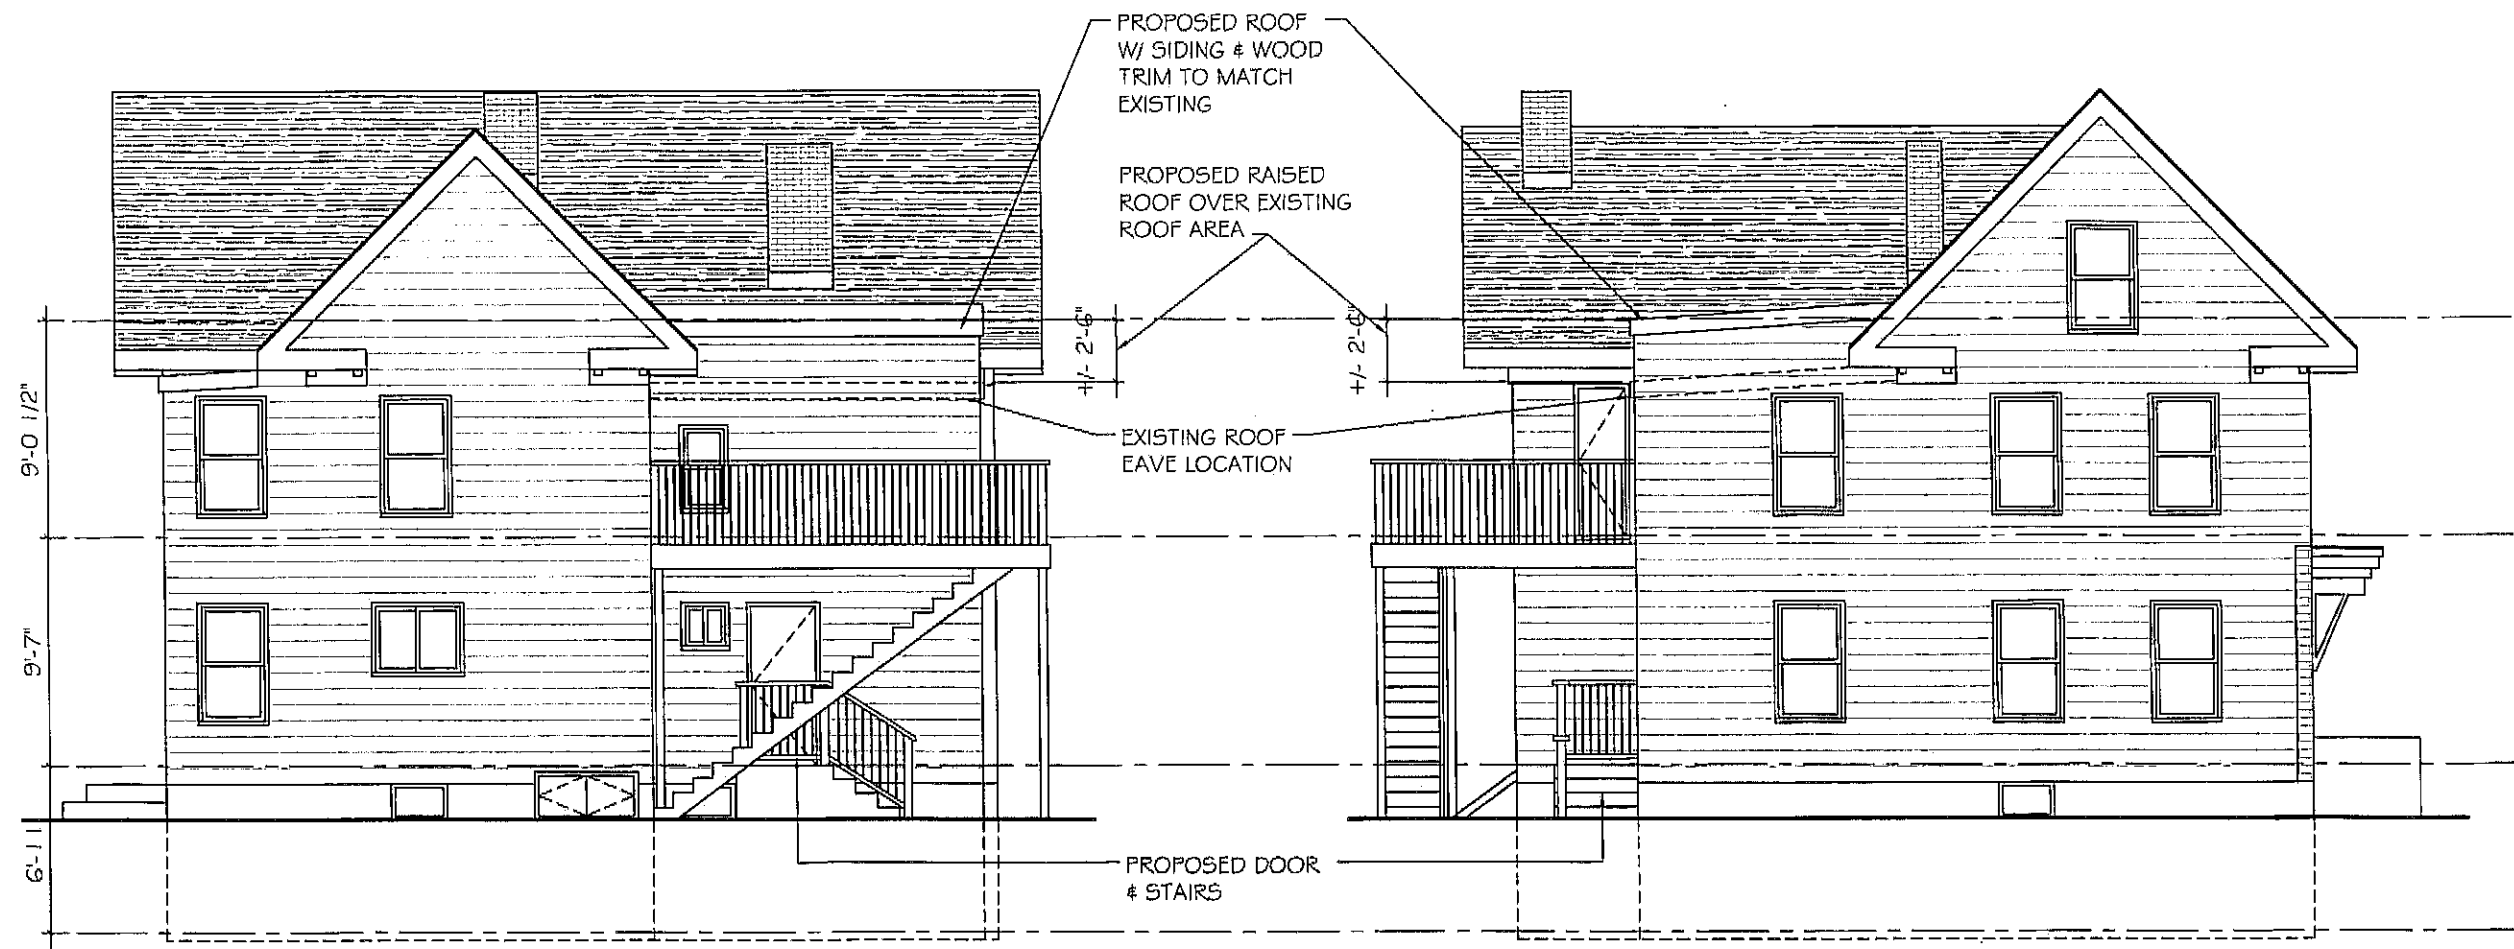 PROPOSED ROOF
W/ SIDING & WOOD
TRIM TO MATCH
EXISTING
PROPOSED RAISED
ROOF OVER EXISTING
ROOF AREA
+/- 2'-6"
+/- 2'-6"
EXISTING ROOF
EAVE LOCATION
9'-0 1/2"
9'-7"
6'-11
PROPOSED DOOR
& STAIRS